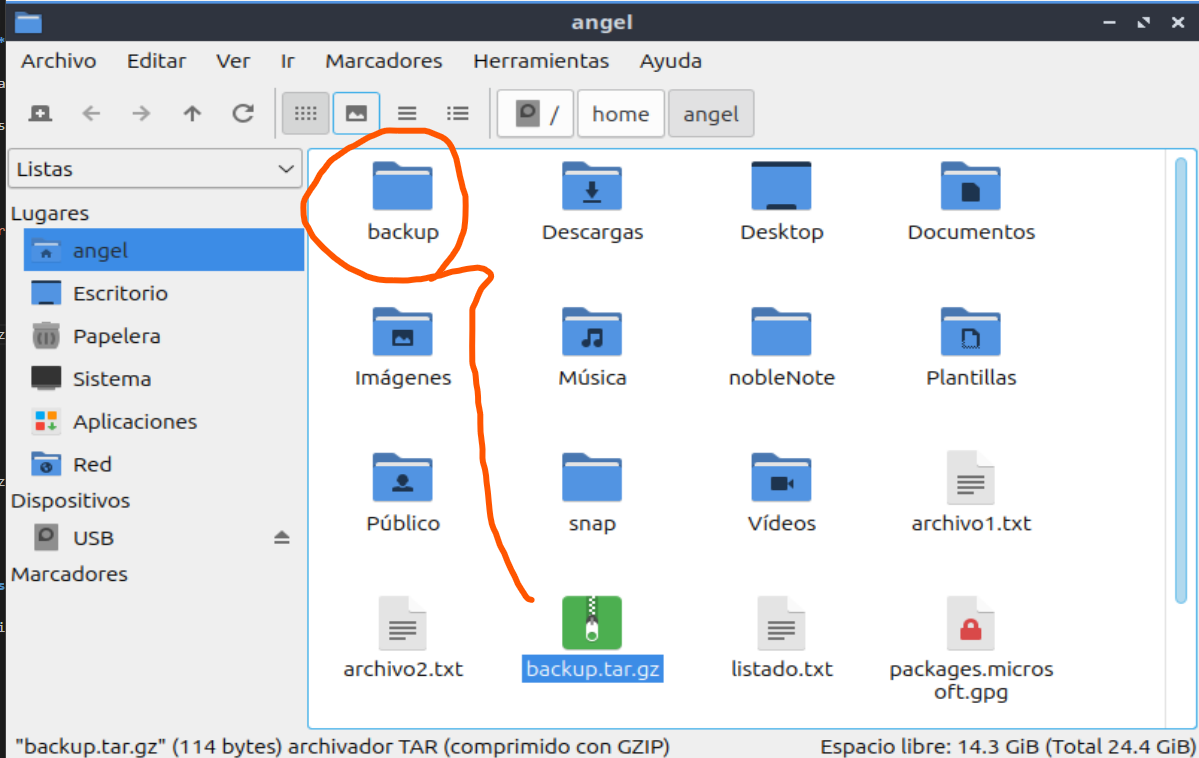 angel
Archivo Editar Ver Ir Marcadores Herramientas Ayuda
/ home angel
Listas
Lugares
angel
Escritorio
Papelera
Sistema
Aplicaciones
Red
Dispositivos
USB
Marcadores
backup Descargas Desktop Documentos
Imágenes Música nobleNote Plantillas
Público snap Vídeos archivo1.txt
archivo2.txt backup.tar.gz listado.txt packages.micros
oft.gpg
"backup.tar.gz" (114 bytes) archivador TAR (comprimido con GZIP) Espacio libre: 14.3 GiB (Total 24.4 GiB)